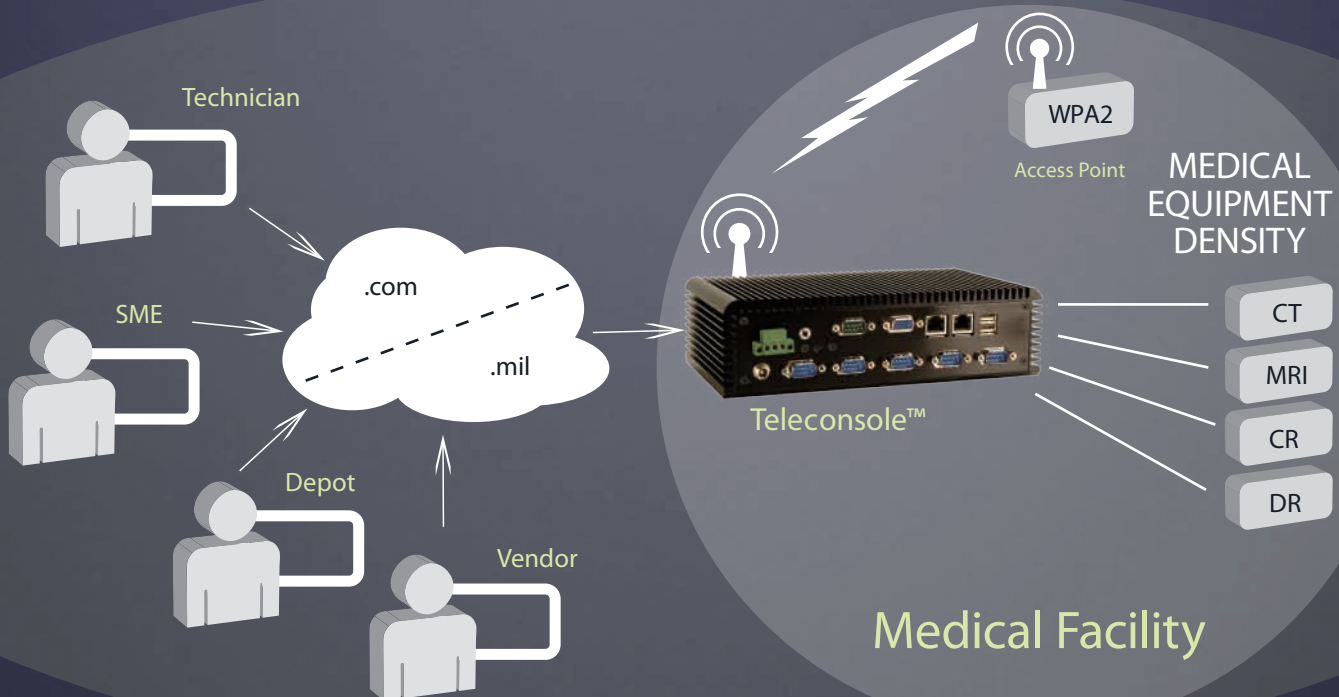 Technician
SME
Depot
Vendor
.com
.mil
Teleconsole™
WPA2
Access Point
MEDICAL
EQUIPMENT
DENSITY
CT
MRI
CR
DR
Medical Facility